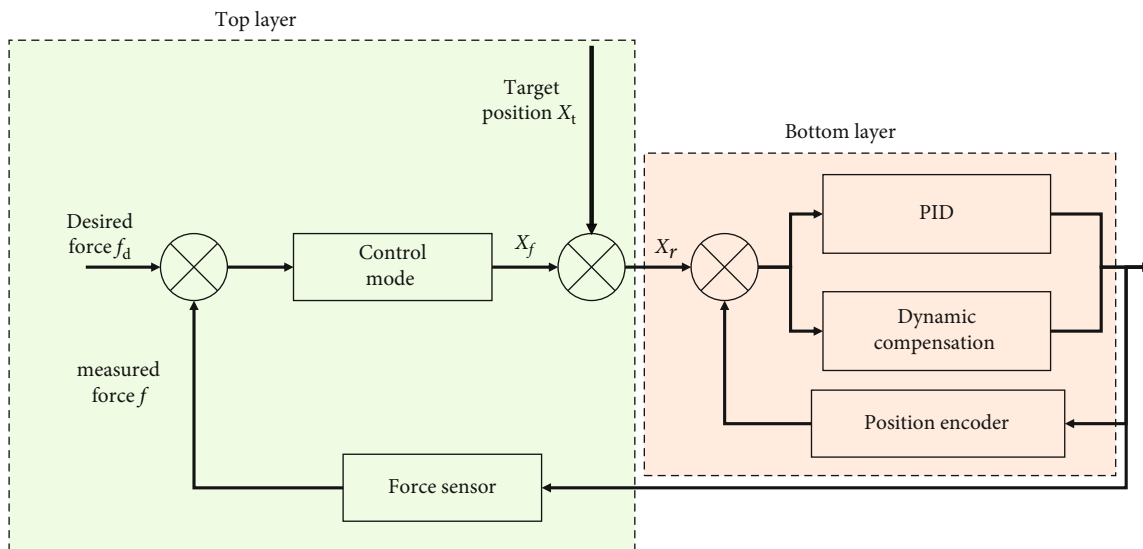 Top layer
Target
position Xt
Bottom layer
PID
Desired
force fd
Control
mode
Xf
Xr
Dynamic
compensation
measured
force f
Position encoder
Force sensor